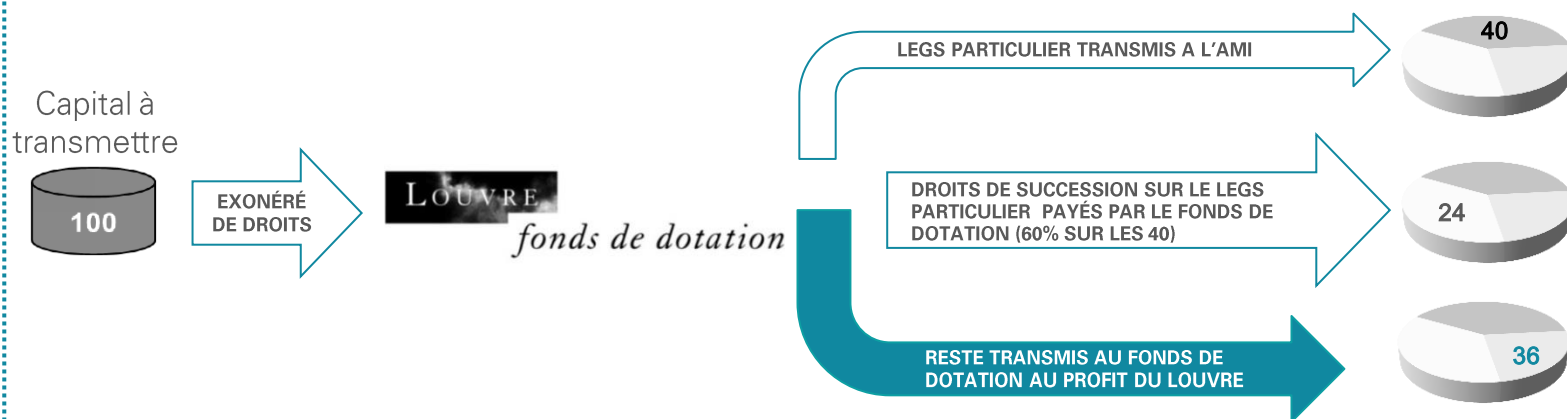 Capital à
transmettre
100
EXONÉRÉ
DE DROITS
LOUVRE
fonds de dotation
LEGS PARTICULIER TRANSMIS A L'AMI
40
DROITS DE SUCCESSION SUR LE LEGS
PARTICULIER PAYÉS PAR LE FONDS DE
DOTATION (60% SUR LES 40)
24
RESTE TRANSMIS AU FONDS DE
DOTATION AU PROFIT DU LOUVRE
36